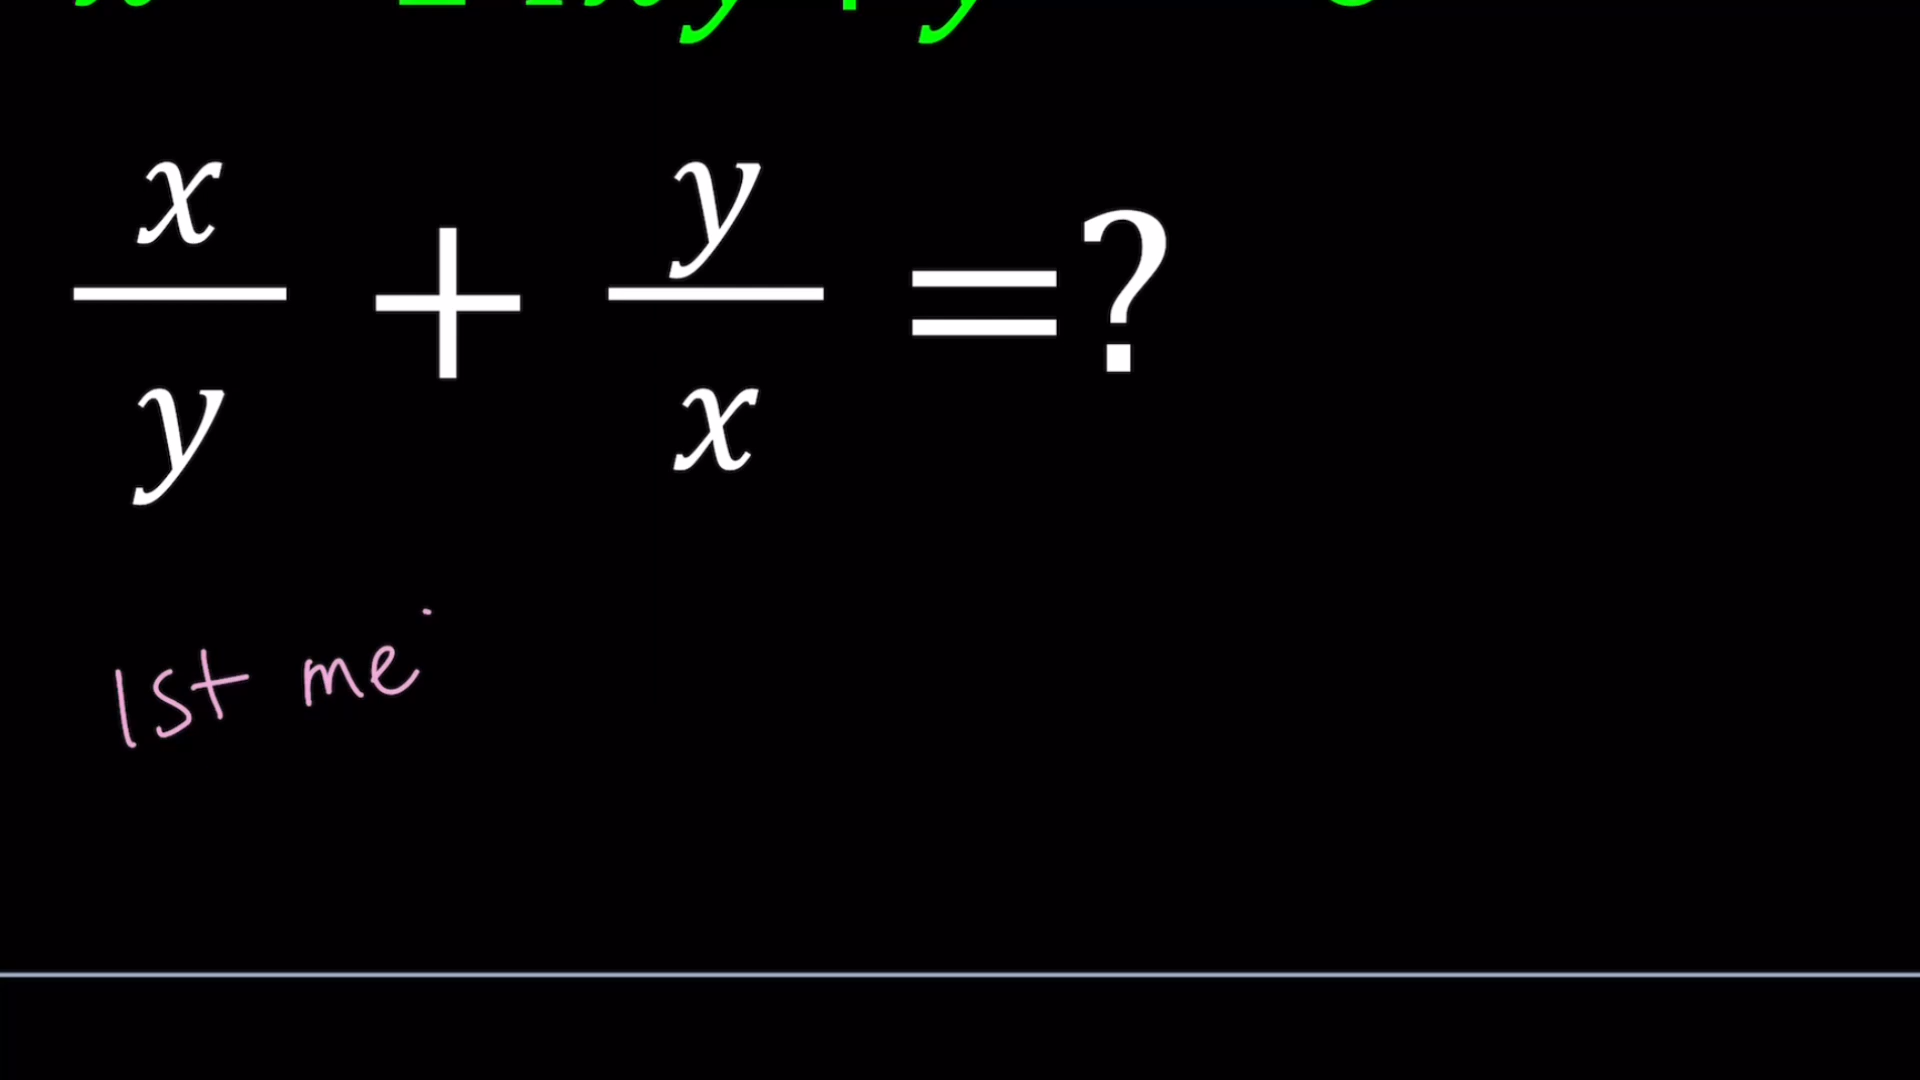 x/y + y/x =?
1st me